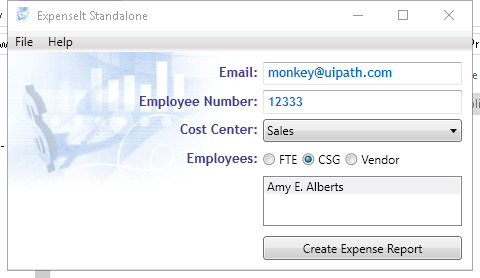 ExpenseIt Standalone
File Help
Email: monkey@uipath.com
Employee Number: 12333
Cost Center: Sales
Employees: FTE CSG Vendor
Amy E. Alberts
Create Expense Report